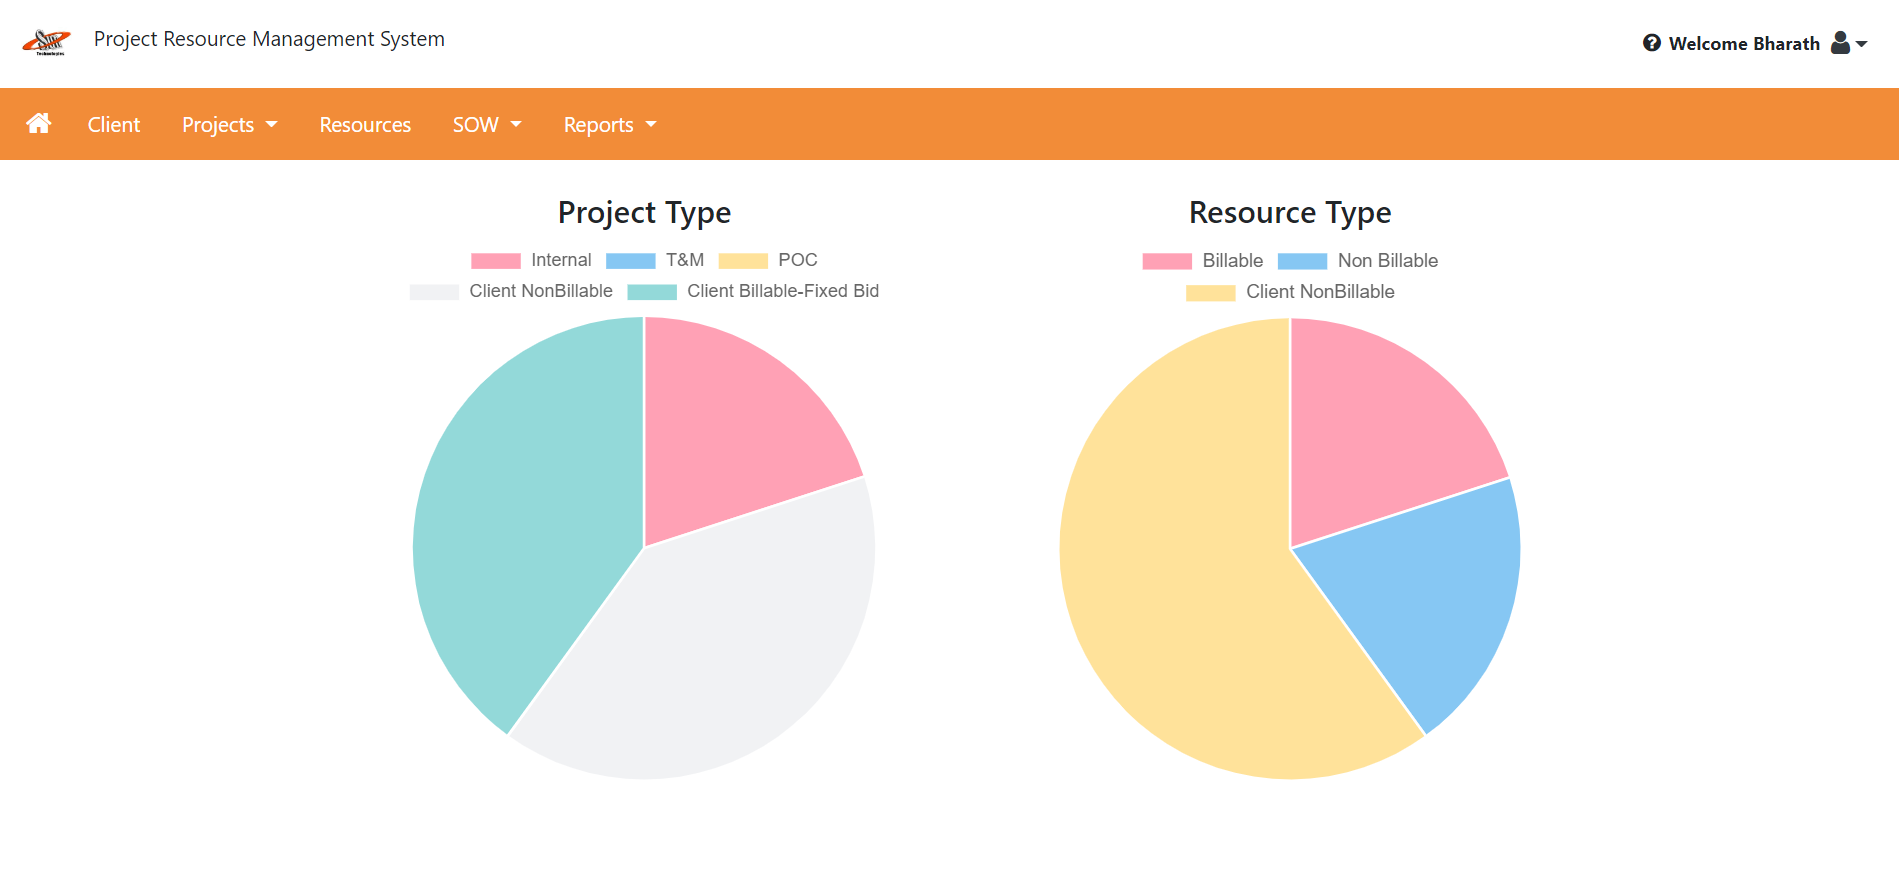 Technologies
Project Resource Management System
Welcome Bharath
Client Projects Resources SOW Reports
Project Type
Internal T&M POC
Client NonBillable Client Billable-Fixed Bid
Resource Type
Billable Non Billable
Client NonBillable